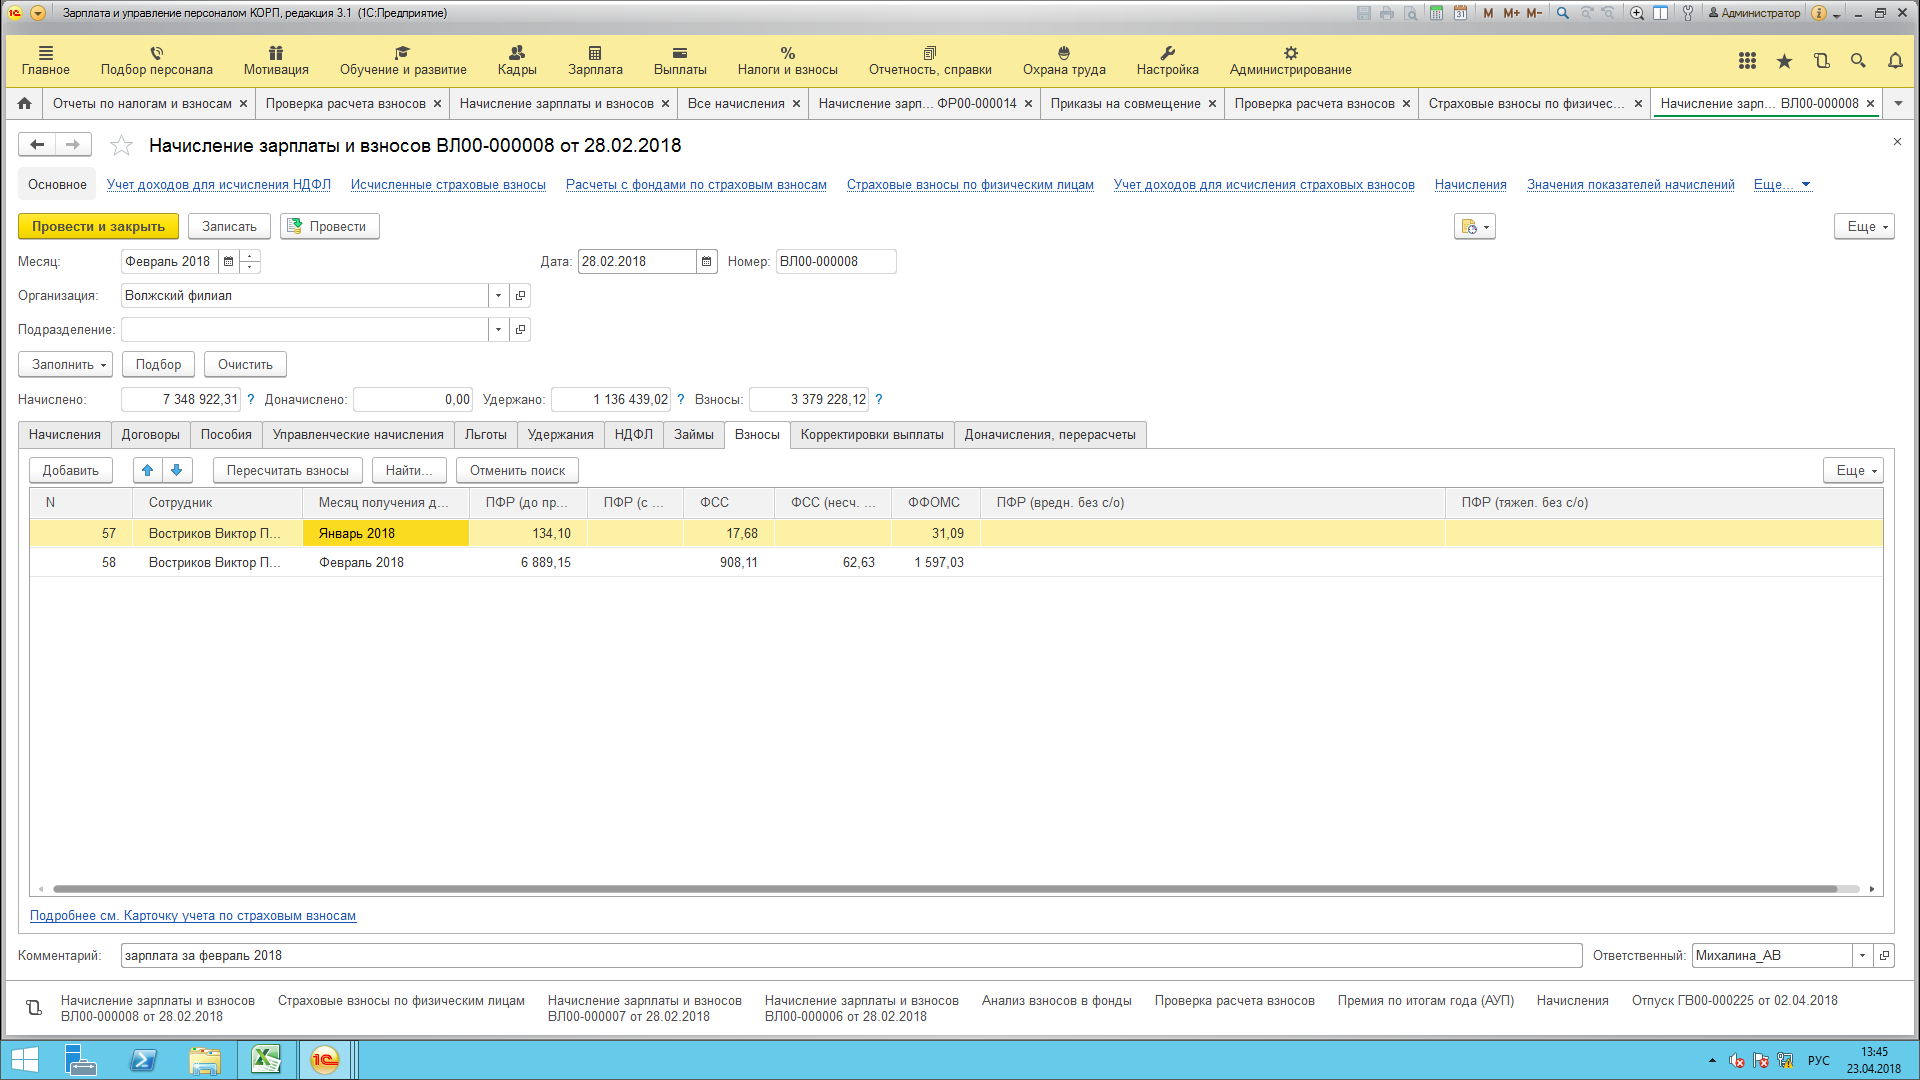 Зарплата и управление персоналом КОРП, редакция 3.1 (1С:Предприятие)
M M+ M- Администратор
Главное Подбор персонала Мотивация Обучение и развитие Кадры Зарплата Выплаты Налоги и взносы Отчетность, справки Охрана труда Настройка Администрирование
Отчеты по налогам и взносам Проверка расчета взносов Начисление зарплаты и взносов Все начисления Начисление зарп... ФР00-000014 Приказы на совмещение Проверка расчета взносов Страховые взносы по физичес... Начисление зарп... ВЛ00-000008
Начисление зарплаты и взносов ВЛ00-000008 от 28.02.2018
Основное Учет доходов для исчисления НДФЛ Исчисленные страховые взносы Расчеты с фондами по страховым взносам Страховые взносы по физическим лицам Учет доходов для исчисления страховых взносов Начисления Значения показателей начислений Еще...
Провести и закрыть Записать Провести Еще
Месяц: Февраль 2018 Дата: 28.02.2018 Номер: ВЛ00-000008
Организация: Волжский филиал
Подразделение:
Заполнить Подбор Очистить
Начислено: 7 348 922,31 ? Доначислено: 0,00 Удержано: 1 136 439,02 ? Взносы: 3 379 228,12 ?
Начисления Договоры Пособия Управленческие начисления Льготы Удержания НДФЛ Займы Взносы Корректировки выплаты Доначисления, перерасчеты
Добавить Пересчитать взносы Найти... Отменить поиск Еще
N Сотрудник Месяц получения д... ПФР (до пр... ПФР (с ... ФСС ФСС (несч. ... ФФОМС ПФР (вредн. без с/о) ПФР (тяжел. без с/о)
57 Востриков Виктор П... Январь 2018 134,10 17,68 31,09
58 Востриков Виктор П... Февраль 2018 6 889,15 908,11 62,63 1 597,03
Подробнее см. Карточку учета по страховым взносам
Комментарий: зарплата за февраль 2018 Ответственный: Михалина_АВ
Начисление зарплаты и взносов Страховые взносы по физическим лицам Начисление зарплаты и взносов Начисление зарплаты и взносов Анализ взносов в фонды Проверка расчета взносов Премия по итогам года (АУП) Начисления Отпуск ГВ00-000225 от 02.04.2018
ВЛ00-000008 от 28.02.2018 ВЛ00-000007 от 28.02.2018 ВЛ00-000006 от 28.02.2018
РУС 13:45
23.04.2018